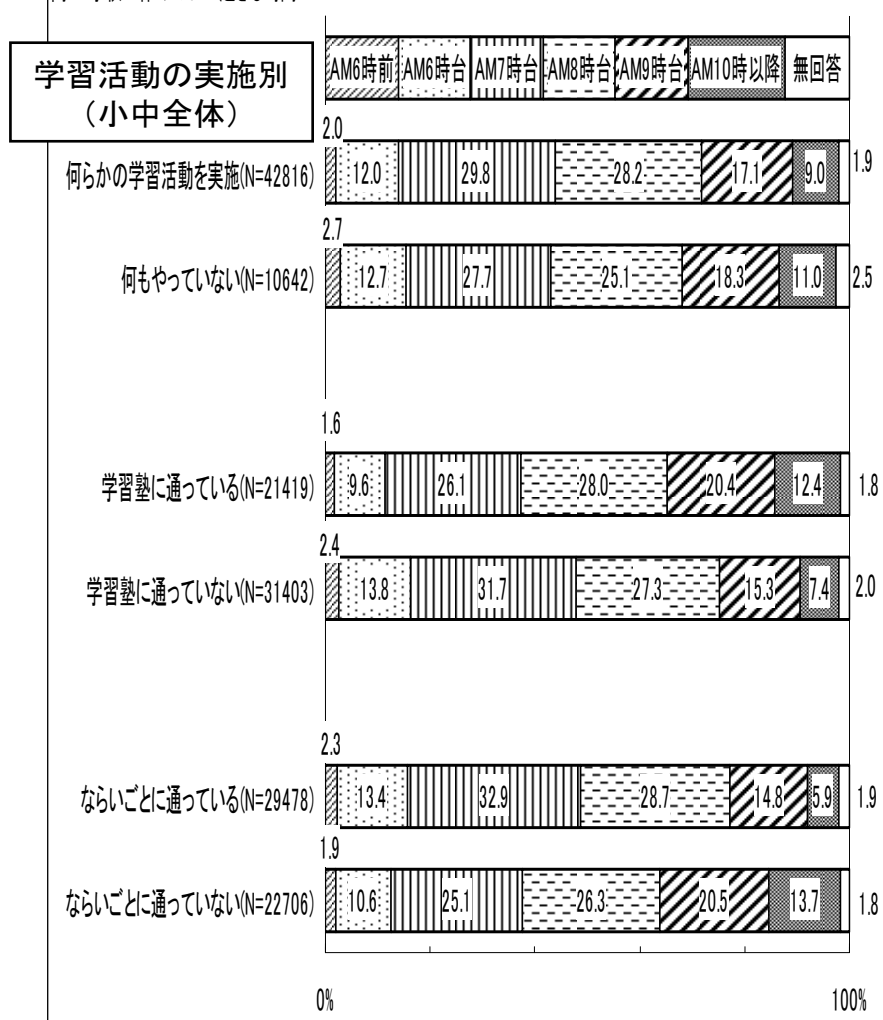 学習活動の実施別
（小中全体）
AM6時前 AM6時台 AM7時台 AM8時台 AM9時台 AM10時以降 無回答
何らかの学習活動を実施(N=42816) 2.0 12.0 29.8 28.2 17.1 9.0 1.9
何もやっていない(N=10642) 2.7 12.7 27.7 25.1 18.3 11.0 2.5
学習塾に通っている(N=21419) 1.6 9.6 26.1 28.0 20.4 12.4 1.8
学習塾に通っていない(N=31403) 2.4 13.8 31.7 27.3 15.3 7.4 2.0
ならいごとに通っている(N=29478) 2.3 13.4 32.9 28.7 14.8 5.9 1.9
ならいごとに通っていない(N=22706) 1.9 10.6 25.1 26.3 20.5 13.7 1.8
0% 100%